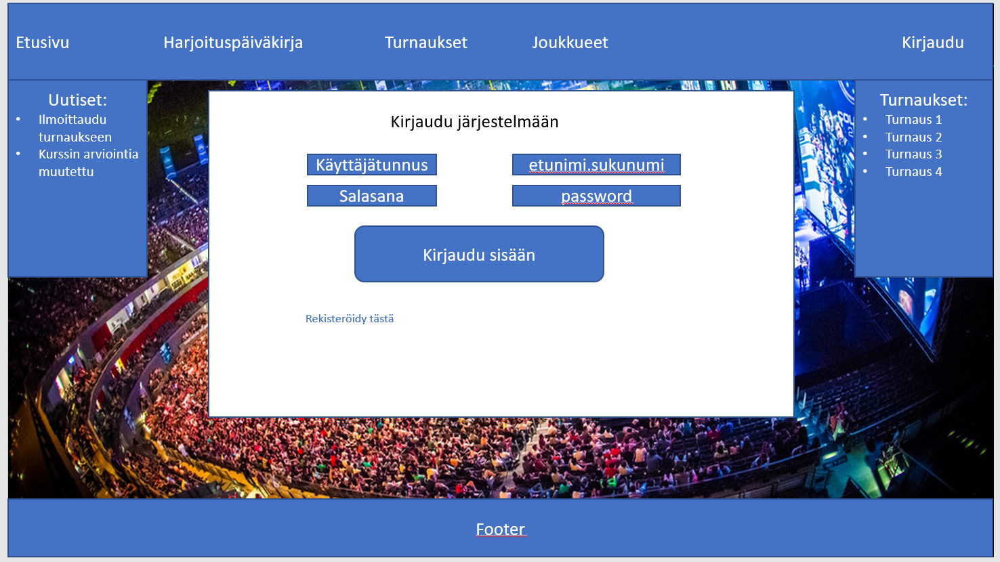 Etusivu Harjoituspäiväkirja Turnaukset Joukkueet Kirjaudu
Uutiset:
• Ilmoittaudu
turnaukseen
• Kurssin arviointia
muutettu
Kirjaudu järjestelmään
Käyttäjätunnus etunimi.sukunumi
Salasana password
Kirjaudu sisään
Rekisteröidy tästä
Turnaukset:
• Turnaus 1
• Turnaus 2
• Turnaus 3
• Turnaus 4
Footer